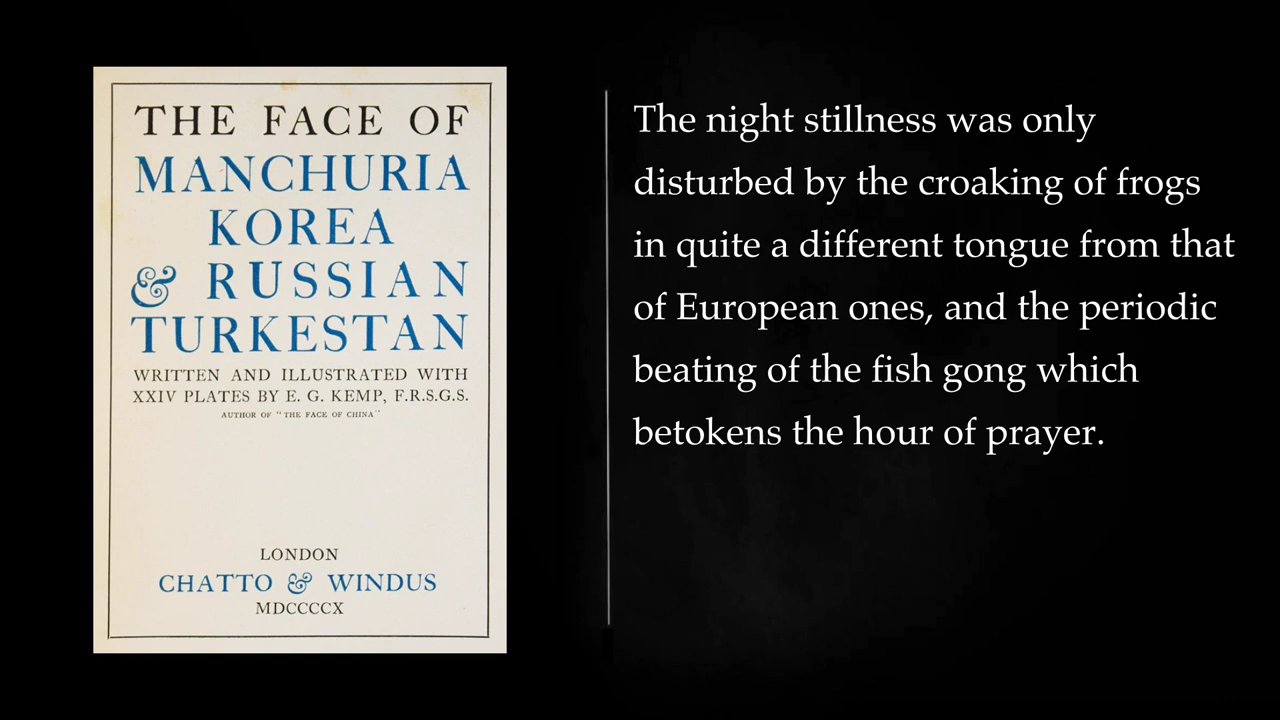 THE FACE OF
MANCHURIA
KOREA
& RUSSIAN
TURKESTAN
WRITTEN AND ILLUSTRATED WITH
XXIV PLATES BY E. G. KEMP, F.R.S.G.S.
AUTHOR OF "THE FACE OF CHINA"
LONDON
CHATTO & WINDUS
MDCCCCX
The night stillness was only
disturbed by the croaking of frogs
in quite a different tongue from that
of European ones, and the periodic
beating of the fish gong which
betokens the hour of prayer.